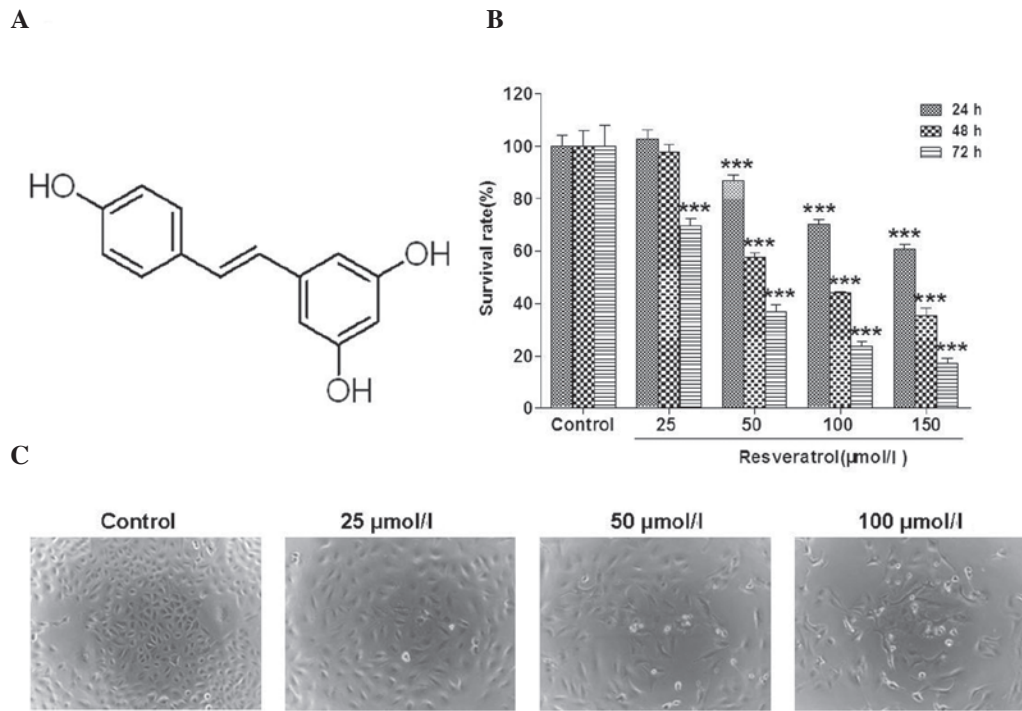 A
B
HO
OH
OH
120
100
80
60
40
20
0
Survival rate(%)
24 h
48 h
72 h
***
***
***
***
***
***
***
***
***
***
Control
25
50
100
150
Resveratrol(µmol/l )
C
Control
25 µmol/l
50 µmol/l
100 µmol/l